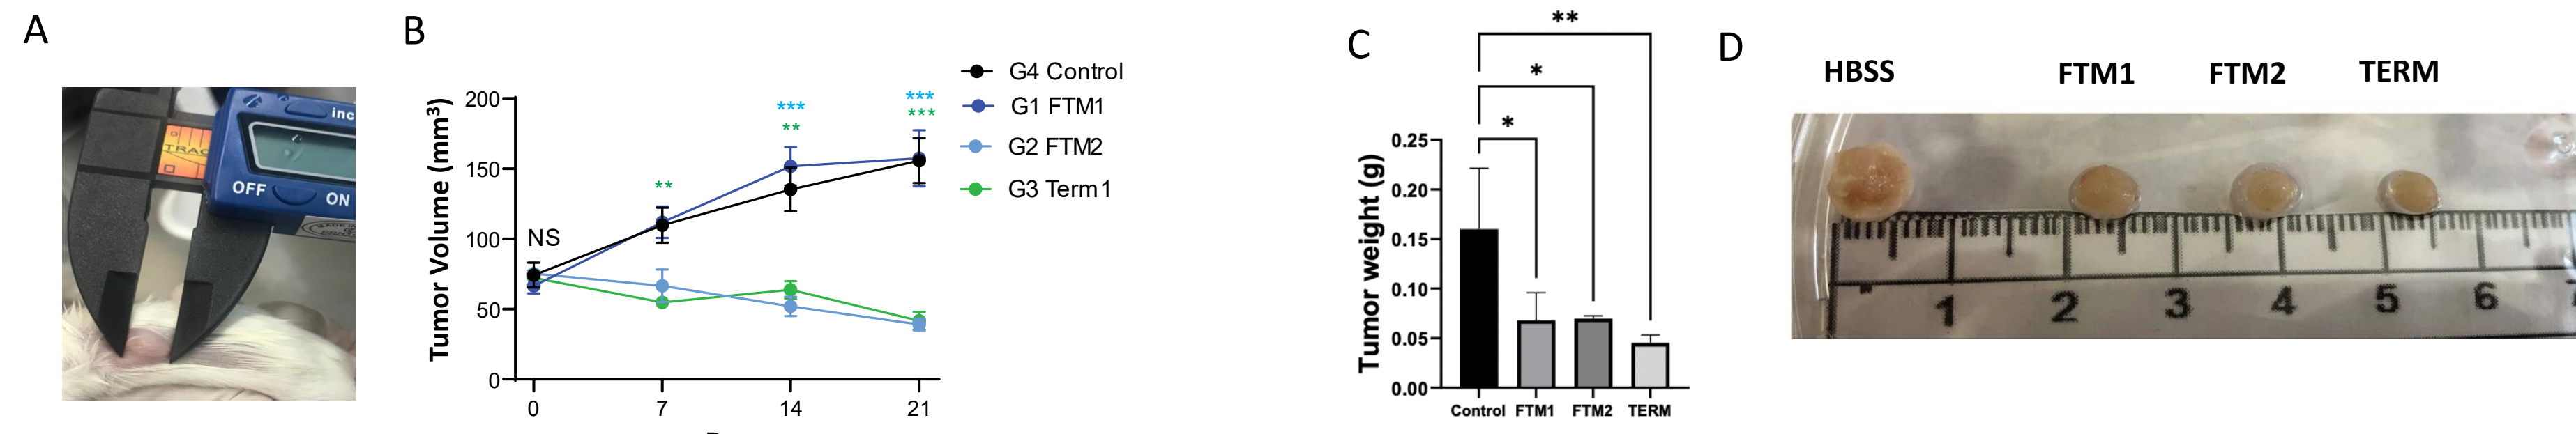 A
inc
TRAC
OFF
ON
B
Tumor Volume (mm³)
200
150
100
50
0
NS
**
***
**
***
***
0
7
14
21
G4 Control
G1 FTM1
G2 FTM2
G3 Term1
C
**
*
*
Tumor weight (g)
0.25
0.20
0.15
0.10
0.05
0.00
Control FTM1 FTM2 TERM
D
HBSS FTM1 FTM2 TERM
1 2 3 4 5 6